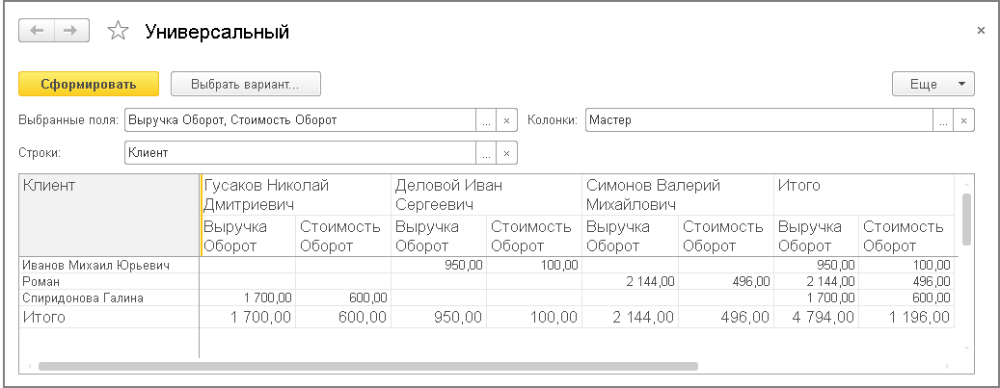 Универсальный
Сформировать Выбрать вариант... Еще
Выбранные поля: Выручка Оборот, Стоимость Оборот ... × Колонки: Мастер ... ×
Строки: Клиент ... ×
Клиент Гусаков Николай Деловой Иван Симонов Валерий Итого
Дмитриевич Сергеевич Михайлович
Выручка Стоимость Выручка Стоимость Выручка Стоимость Выручка Стоимость
Оборот Оборот Оборот Оборот Оборот Оборот Оборот Оборот
Иванов Михаил Юрьевич 950,00 100,00 950,00 100,00
Роман 2 144,00 496,00 2 144,00 496,00
Спиридонова Галина 1 700,00 600,00 1 700,00 600,00
Итого 1 700,00 600,00 950,00 100,00 2 144,00 496,00 4 794,00 1 196,00